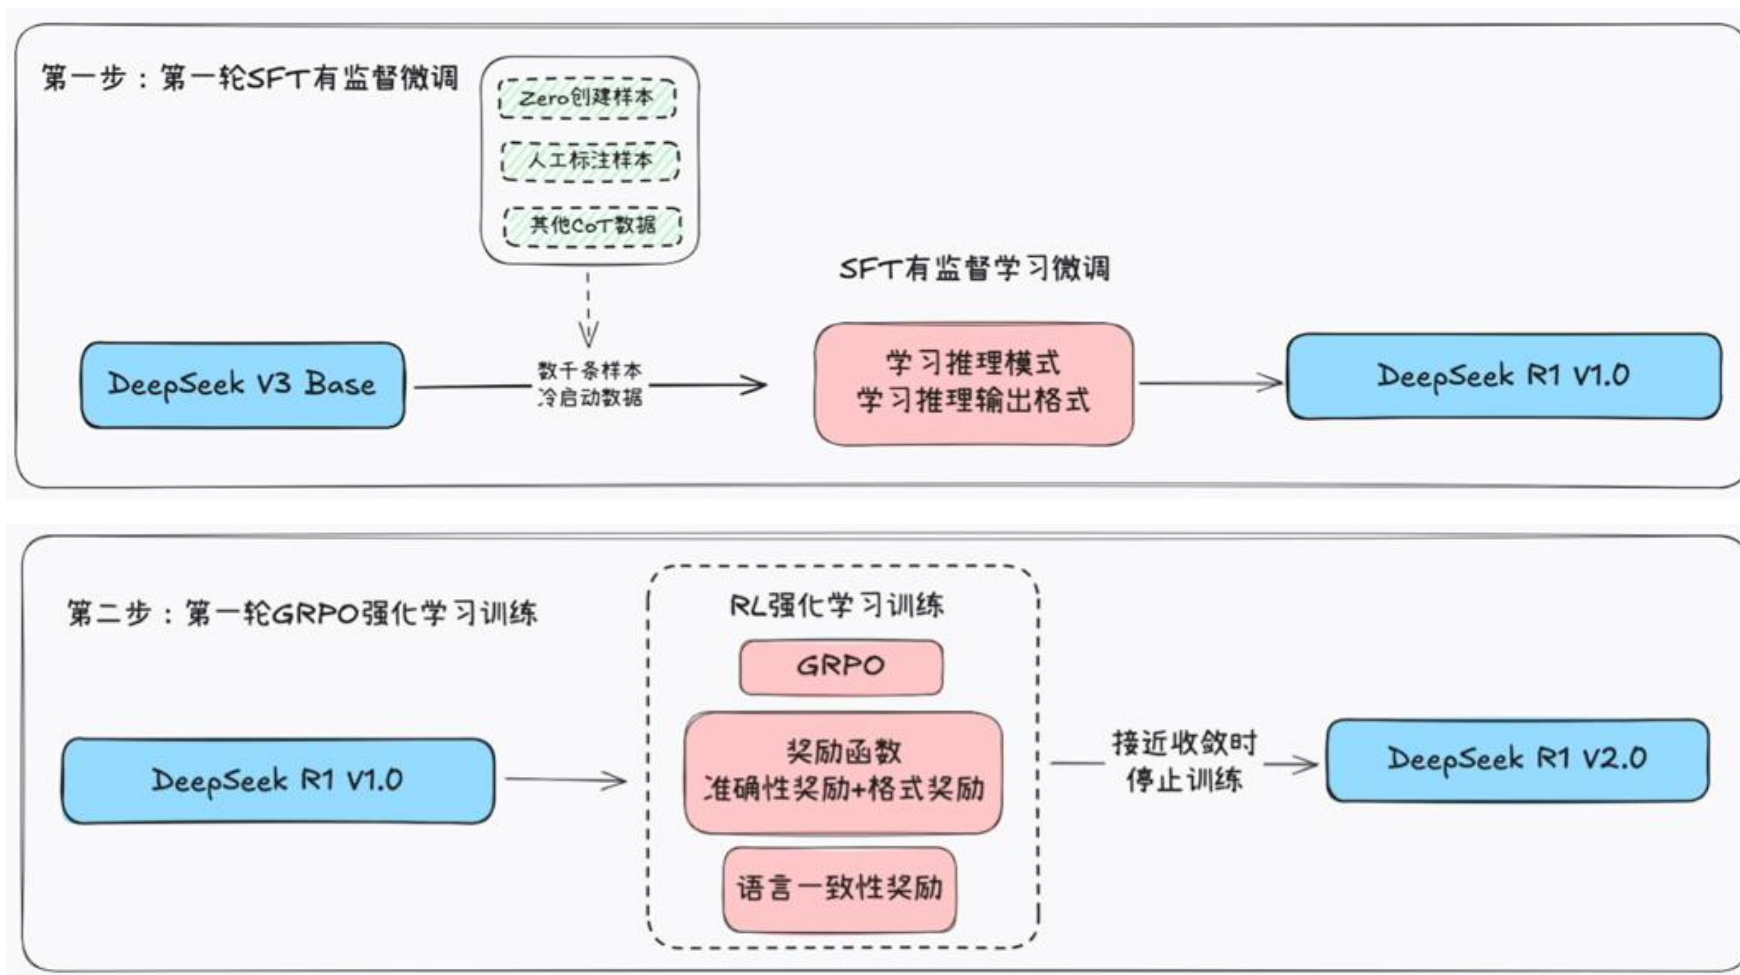 第一步：第一轮SFT有监督微调
Zero创建样本
人工标注样本
其他CoT数据
SFT有监督学习微调
DeepSeek V3 Base
数千条样本
冷启动数据
学习推理模式
学习推理输出格式
DeepSeek R1 V1.0
第二步：第一轮GRPO强化学习训练
RL强化学习训练
GRPO
DeepSeek R1 V1.0
奖励函数
准确性奖励+格式奖励
语言一致性奖励
接近收敛时
停止训练
DeepSeek R1 V2.0